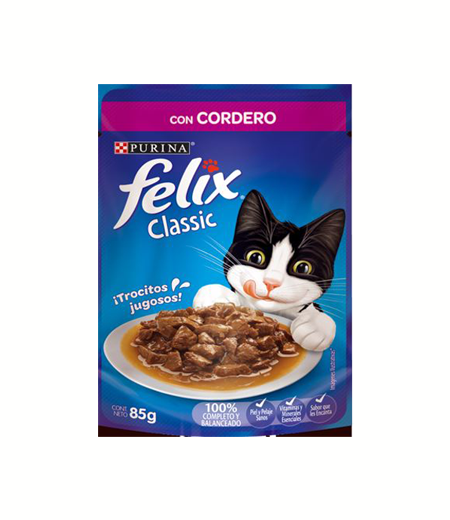 CON CORDERO
PURINA®
felix
Classic
¡Trocitos
jugosos!
CONT.
NETO 85g
100%
COMPLETO Y
BALANCEADO
Piel y Pelaje
Sanos
Vitaminas y
Minerales
Esenciales
Sabor que
les Encanta